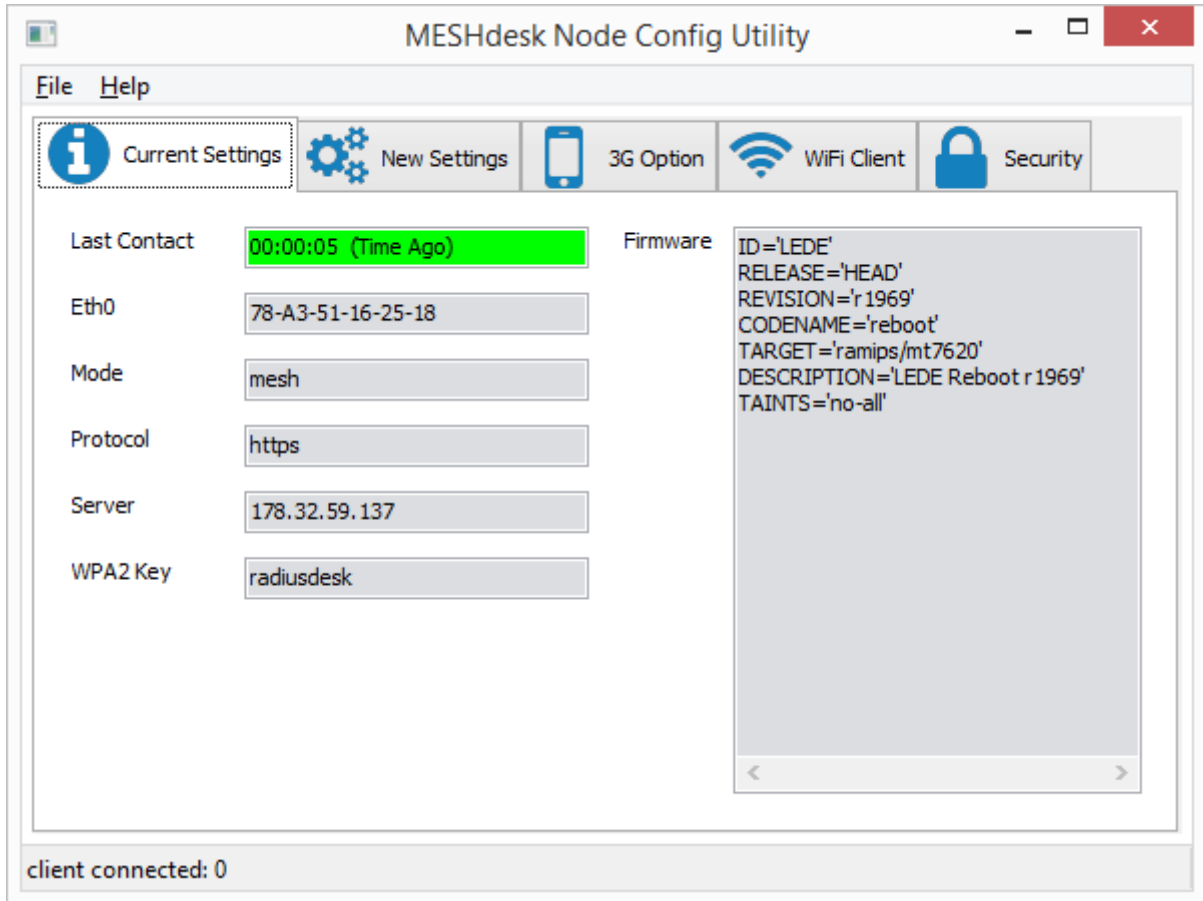 MESHdesk Node Config Utility
File Help
Current Settings
New Settings
3G Option
WiFi Client
Security
Last Contact
00:00:05 (Time Ago)
Eth0
78-A3-51-16-25-18
Mode
mesh
Protocol
https
Server
178.32.59.137
WPA2 Key
radiusdesk
Firmware
ID='LEDE'
RELEASE='HEAD'
REVISION='r1969'
CODENAME='reboot'
TARGET='ramips/mt7620'
DESCRIPTION='LEDE Reboot r1969'
TAINTS='no-all'
client connected: 0